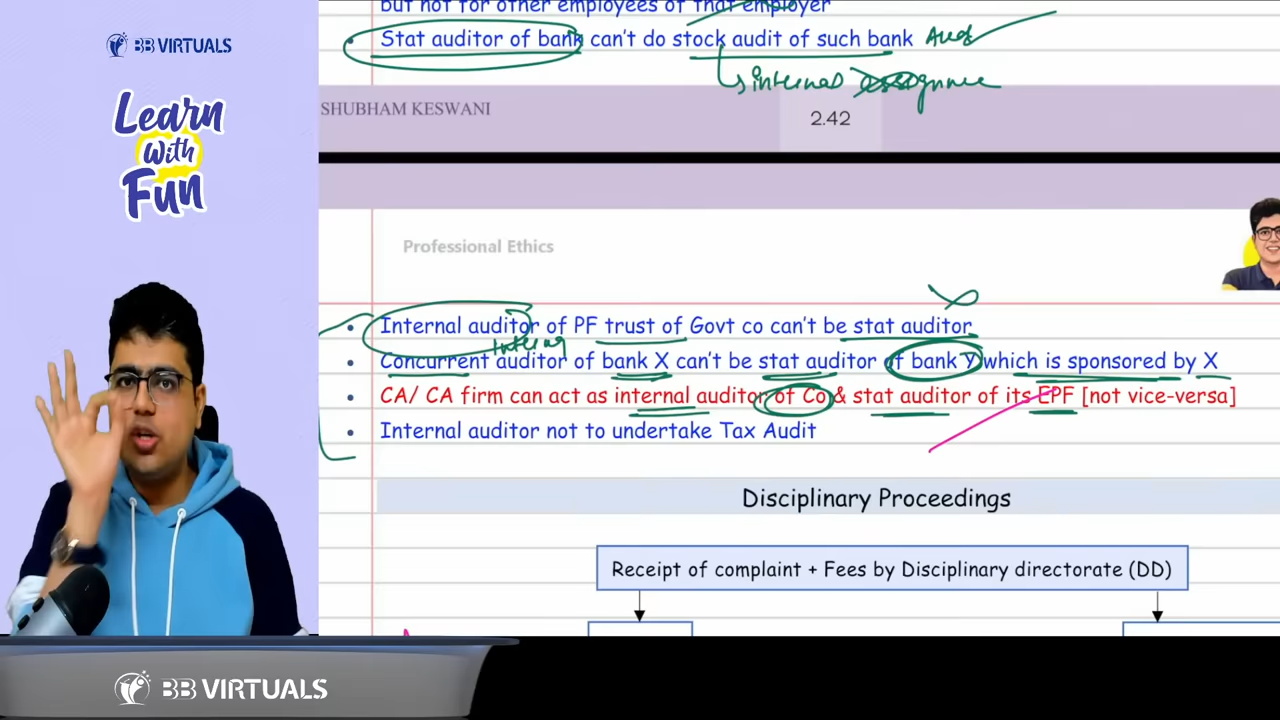 but not for other employees of that employer
BB VIRTUALS
• Stat auditor of bank can't do stock audit of such bank Aud
internal
SHUBHAM KESWANI
2.42
Learn
With
Fun
Professional Ethics
• Internal auditor of PF trust of Govt co can't be stat auditor
• Concurrent auditor of bank X can't be stat auditor of bank Y which is sponsored by X
• CA/ CA firm can act as internal auditor of Co & stat auditor of its EPF [not vice-versa]
• Internal auditor not to undertake Tax Audit
Disciplinary Proceedings
Receipt of complaint + Fees by Disciplinary directorate (DD)
BB VIRTUALS